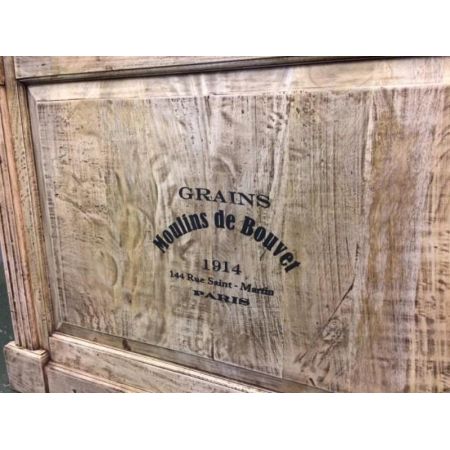 GRAINS
Moulins de Bouvet
1914
144 Rue Saint - Martin
PARIS